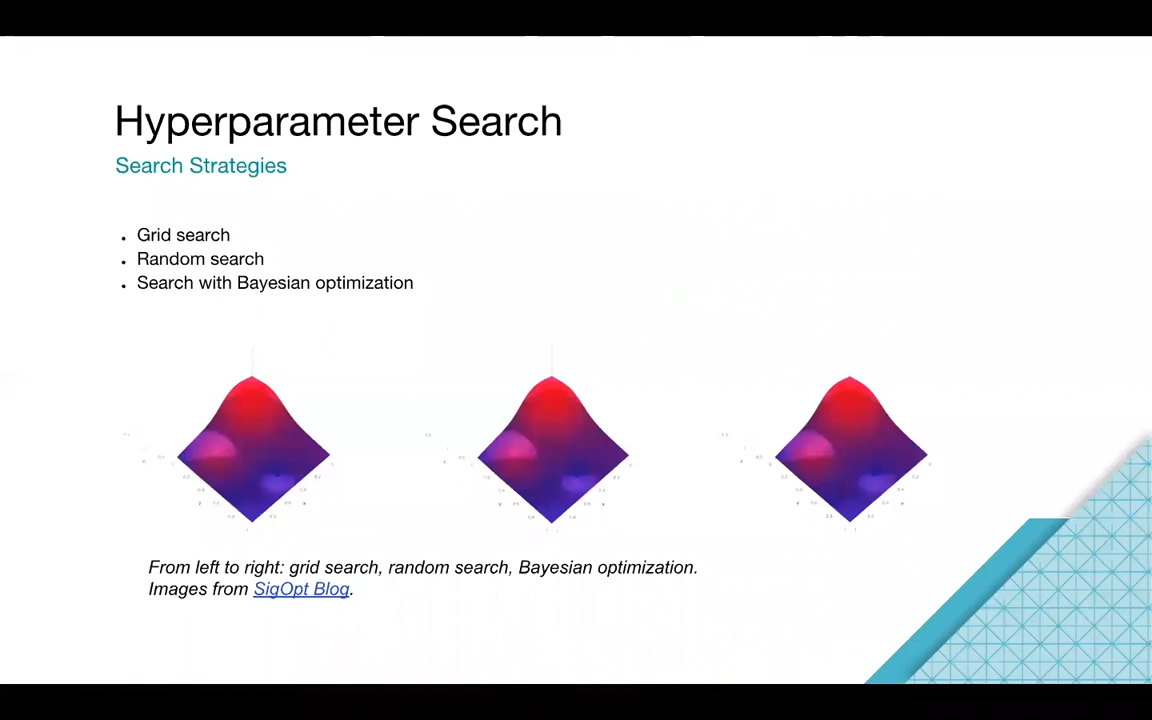 Hyperparameter Search
Search Strategies
• Grid search
• Random search
• Search with Bayesian optimization
From left to right: grid search, random search, Bayesian optimization.
Images from SigOpt Blog.